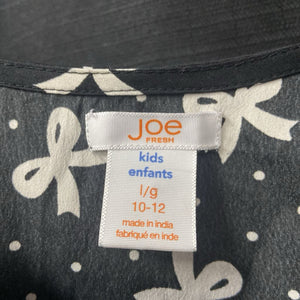 joe
FRESH
kids
enfants
l/g
10-12
made in india
fabriqué en inde